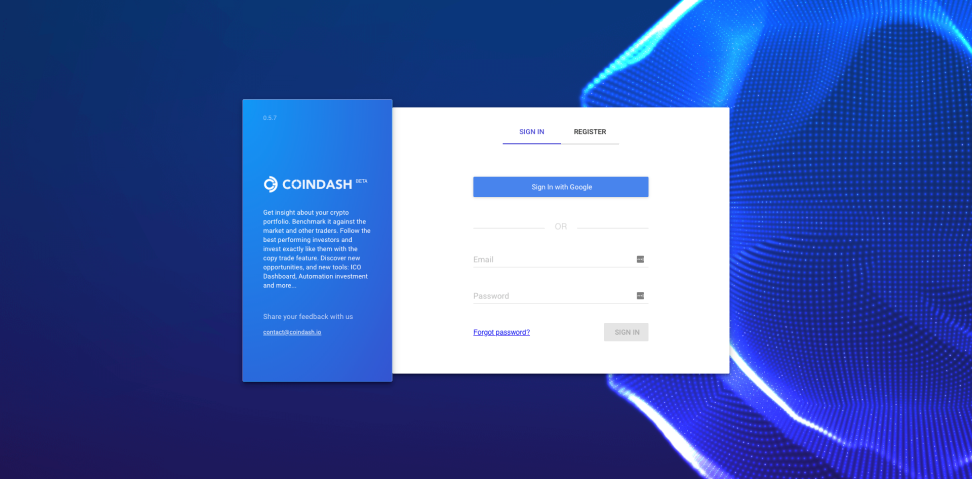 0.5.7
COINDASH BETA
Get insight about your crypto
portfolio. Benchmark it against the
market and other traders. Follow the
best performing investors and
invest exactly like them with the
copy trade feature. Discover new
opportunities, and new tools: ICO
Dashboard, Automation investment
and more...
Share your feedback with us
contact@coindash.io
SIGN IN REGISTER
Sign In with Google
OR
Email
Password
Forgot password? SIGN IN